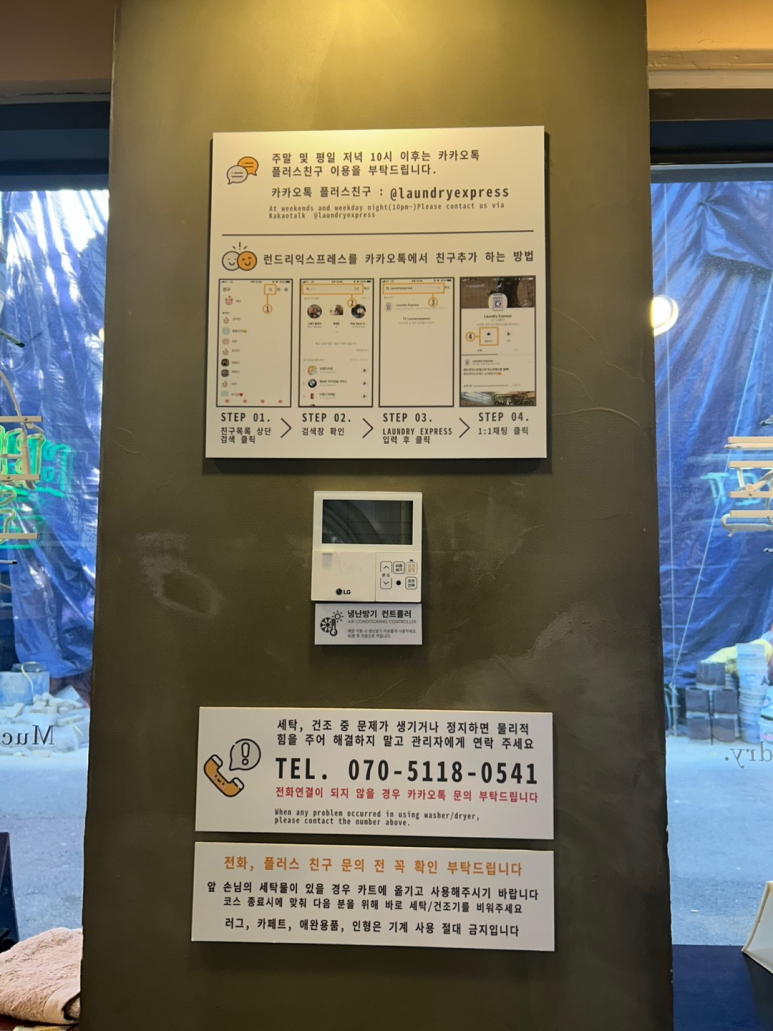 주말 및 평일 저녁 10시 이후는 카카오톡
플러스친구 이용을 부탁드립니다.
카카오톡 플러스친구 : @laundryexpress
At weekends and weekday night(10pm~)Please contact us via
Kakaotalk @laundryexpress
런드리익스프레스를 카카오톡에서 친구추가 하는 방법
1
2
3
4
Laundry Express
STEP 01.
친구목록 상단
검색 클릭
STEP 02.
검색창 확인
STEP 03.
LAUNDRY EXPRESS
입력 후 클릭
STEP 04.
1:1채팅 클릭
LG
냉난방기 컨트롤러
AIR CONDITIONING CONTROLLER
세탁, 건조 중 문제가 생기거나 정지하면 물리적
힘을 주어 해결하지 말고 관리자에게 연락 주세요
TEL. 070-5118-0541
전화연결이 되지 않을 경우 카카오톡 문의 부탁드립니다
When any problem occurred in using washer/dryer,
please contact the number above.
전화, 플러스 친구 문의 전 꼭 확인 부탁드립니다
앞 손님의 세탁물이 있을 경우 카트에 옮기고 사용해주시기 바랍니다
코스 종료시에 맞춰 다음 분을 위해 바로 세탁/건조기를 비워주세요
러그, 카페트, 애완용품, 인형은 기계 사용 절대 금지입니다